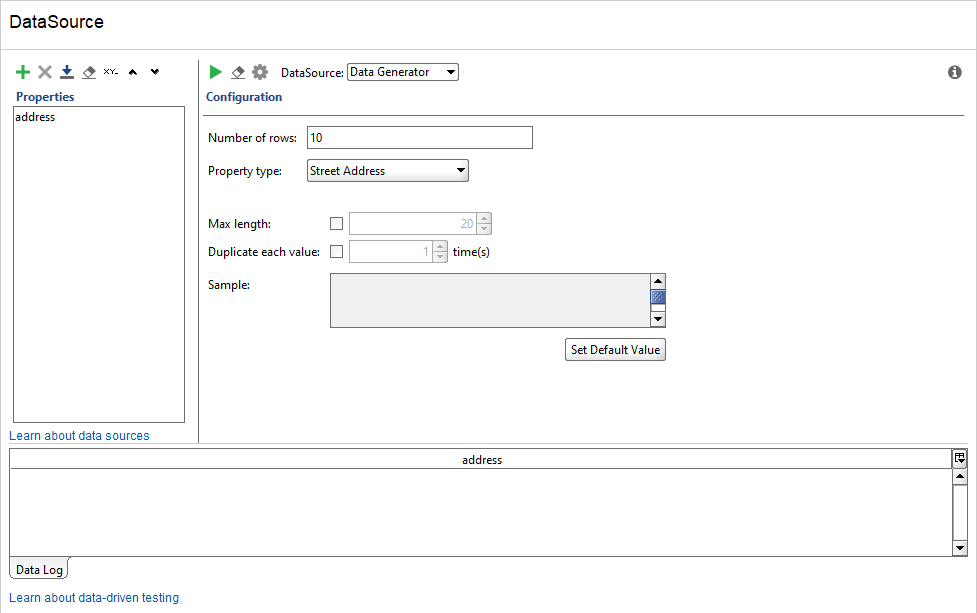 DataSource
XY-
DataSource: Data Generator
Properties
Configuration
address
Number of rows: 10
Property type: Street Address
Max length: 20
Duplicate each value: 1 time(s)
Sample:
Set Default Value
Learn about data sources
address
Data Log
Learn about data-driven testing